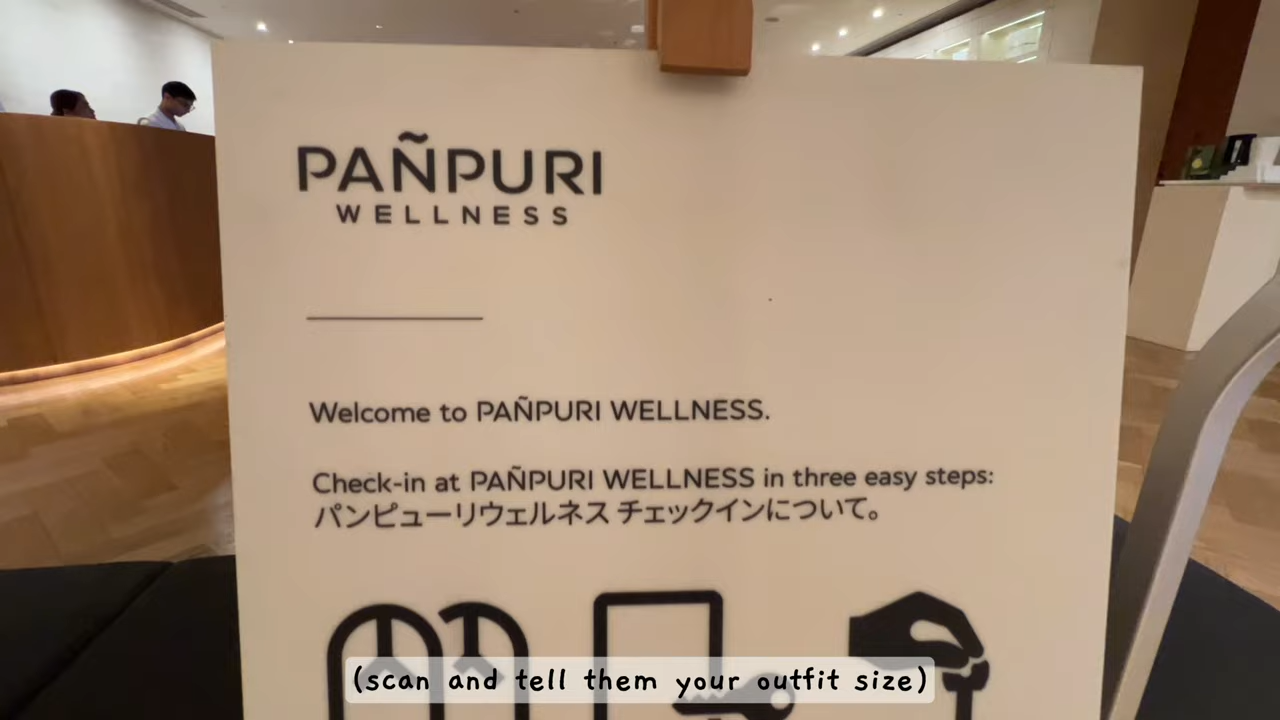 PAÑPURI
WELLNESS
Welcome to PAÑPURI WELLNESS.
Check-in at PAÑPURI WELLNESS in three easy steps:
パンピューリウェルネス チェックインについて。
(scan and tell them your outfit size)